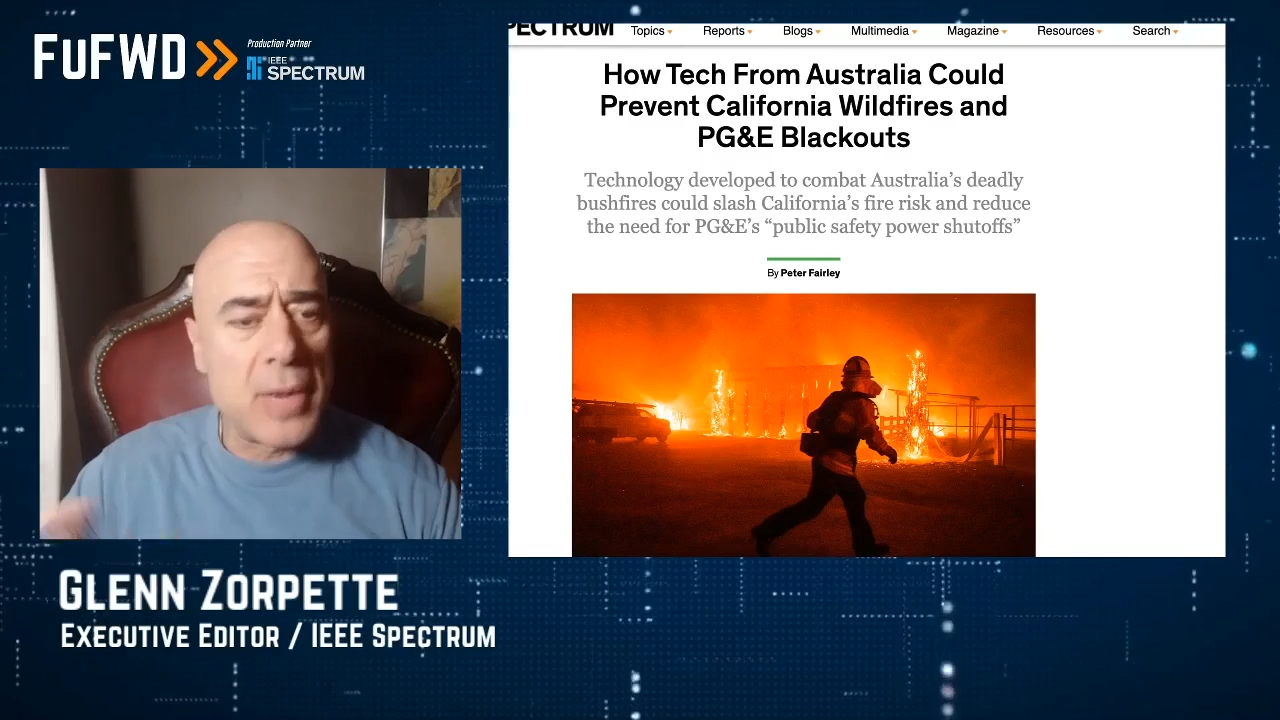 FUFWD
Production Partner
IEEE
SPECTRUM
GLENN ZORPETTE
EXECUTIVE EDITOR / IEEE SPECTRUM
SPECTRUM
Topics
Reports
Blogs
Multimedia
Magazine
Resources
Search
How Tech From Australia Could
Prevent California Wildfires and
PG&E Blackouts
Technology developed to combat Australia's deadly
bushfires could slash California's fire risk and reduce
the need for PG&E's “public safety power shutoffs”
By Peter Fairley